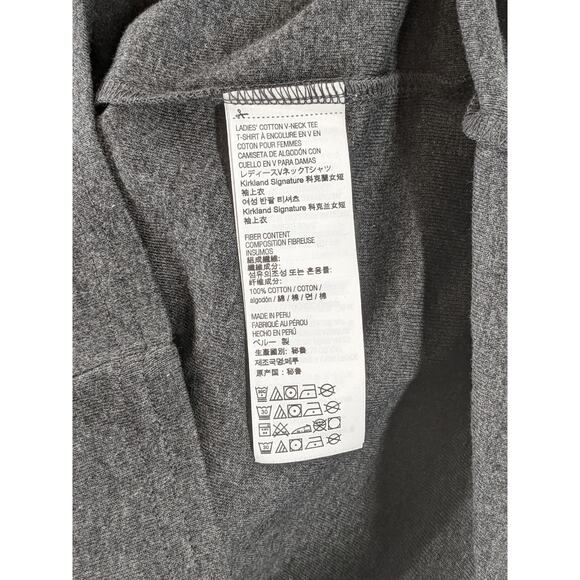 LADIES' COTTON V-NECK TEE
T-SHIRT À ENCOLURE EN V EN
COTON POUR FEMMES
CAMISETA DE ALGODÓN CON
CUELLO EN V PARA DAMAS
レディースVネックTシャツ
Kirkland Signature 科克蘭女短
袖上衣
여성 반팔 티셔츠
Kirkland Signature 科克兰女短
袖上衣
FIBER CONTENT
COMPOSITION FIBREUSE
INSUMOS
組成繊維:
纖維成分:
섬유의조성 또는 혼용률:
纤维成分:
100% COTTON / COTON /
algodón / 綿 / 棉 / 면 / 棉
MADE IN PERU
FABRIQUÉ AU PÉROU
HECHO EN PERÚ
ペルー 製
生產國別: 秘魯
제조국명:페루
原产国: 秘鲁